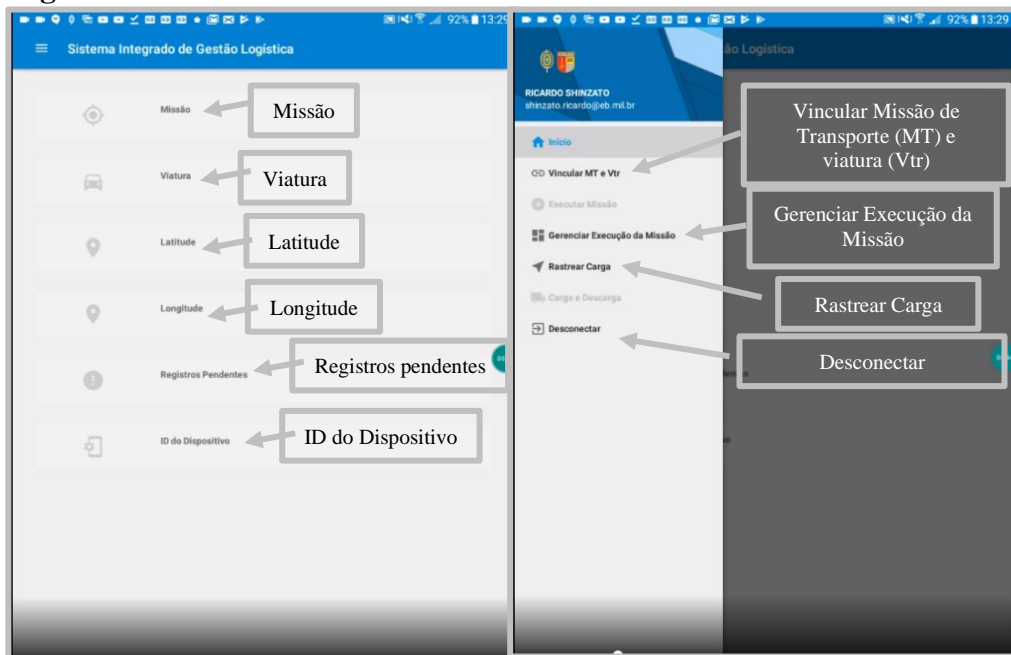 92% 13:29
Sistema Integrado de Gestão Logística
Missão
Missão
Viatura
Viatura
Latitude
Latitude
Longitude
Longitude
Registros Pendentes
Registros pendentes
ID do Dispositivo
ID do Dispositivo
92% 13:29
ão Logística
RICARDO SHINZATO
shinzato.ricardo@eb.mil.br
Início
Vincular MT e Vtr
Vincular Missão de
Transporte (MT) e
viatura (Vtr)
Executar Missão
Gerenciar Execução da Missão
Gerenciar Execução da
Missão
Rastrear Carga
Rastrear Carga
Carga e Descarga
Desconectar
Desconectar